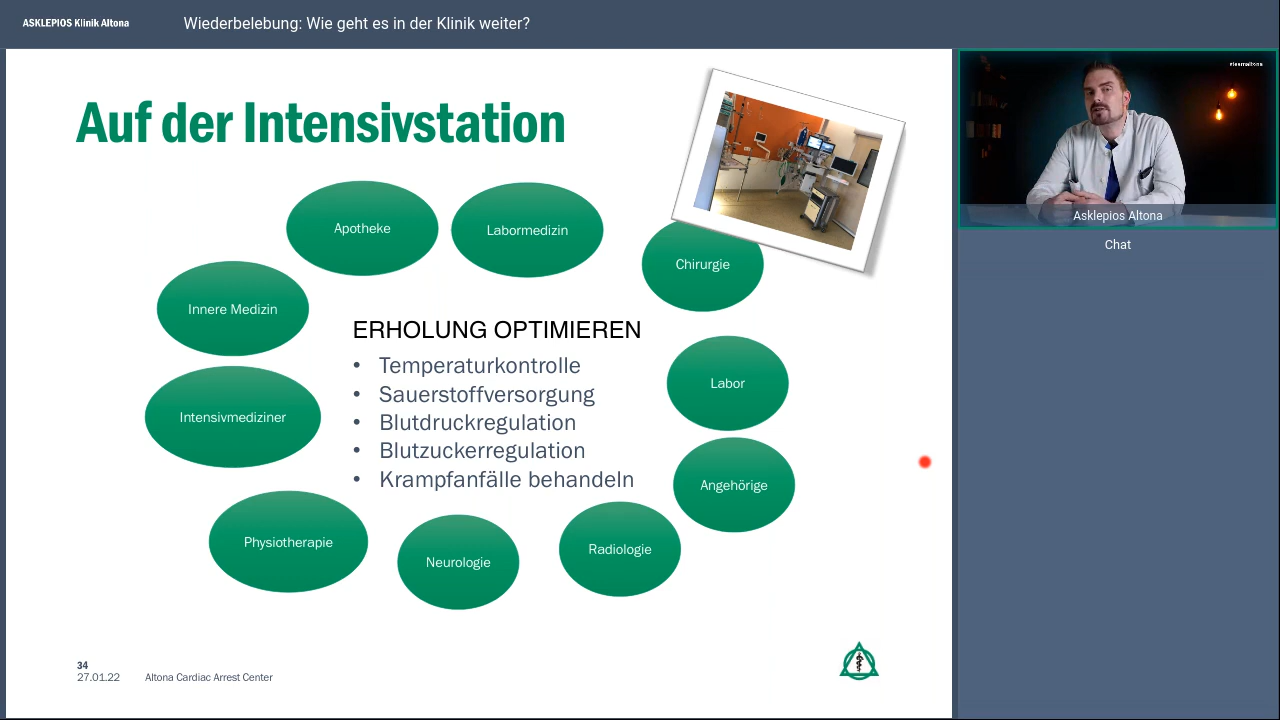 ASKLEPIOS Klinik Altona
Wiederbelebung: Wie geht es in der Klinik weiter?
Auf der Intensivstation
Apotheke
Labormedizin
Chirurgie
Innere Medizin
Labor
Intensivmediziner
Angehörige
Physiotherapie
Neurologie
Radiologie
ERHOLUNG OPTIMIEREN
• Temperaturkontrolle
• Sauerstoffversorgung
• Blutdruckregulation
• Blutzuckerregulation
• Krampfanfälle behandeln
34
27.01.22 Altona Cardiac Arrest Center
#teamaltona
Asklepios Altona
Chat